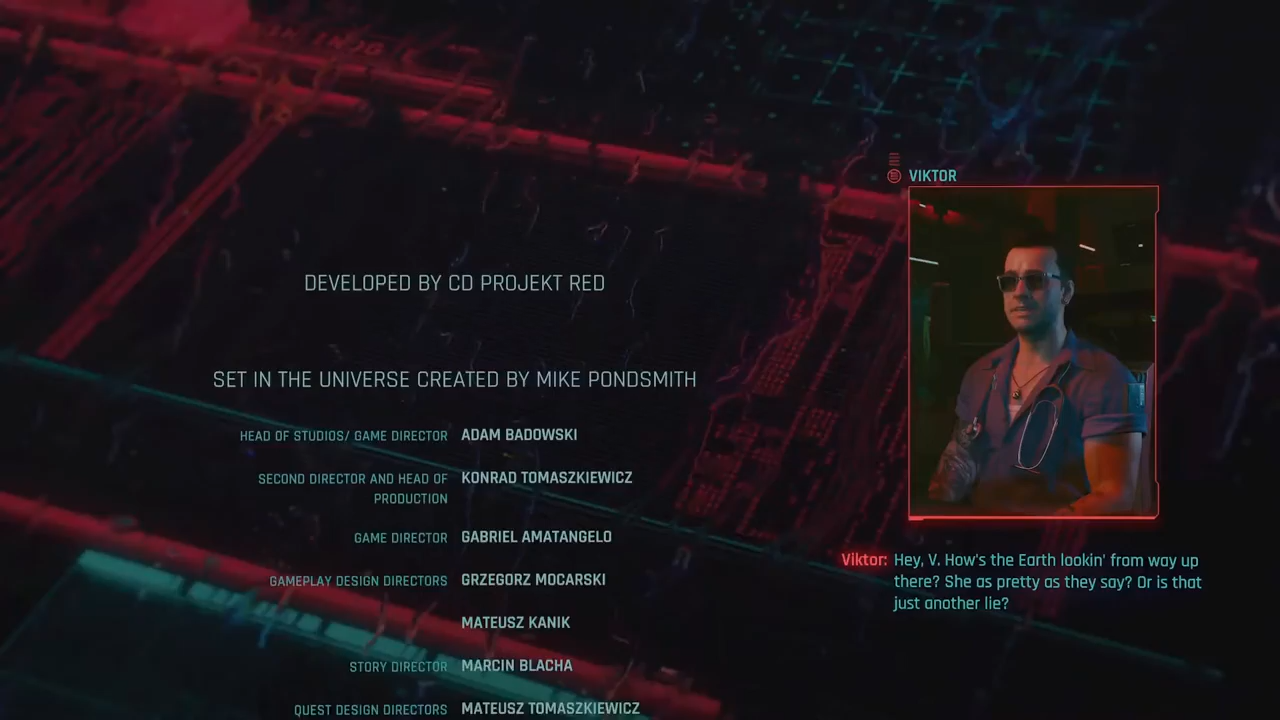 DEVELOPED BY CD PROJEKT RED
SET IN THE UNIVERSE CREATED BY MIKE PONDSMITH
HEAD OF STUDIOS/ GAME DIRECTOR ADAM BADOWSKI
SECOND DIRECTOR AND HEAD OF KONRAD TOMASZKIEWICZ
PRODUCTION
GAME DIRECTOR GABRIEL AMATANGELO
GAMEPLAY DESIGN DIRECTORS GRZEGORZ MOCARSKI
MATEUSZ KANIK
STORY DIRECTOR MARCIN BLACHA
QUEST DESIGN DIRECTORS MATEUSZ TOMASZKIEWICZ
VIKTOR
Viktor: Hey, V. How's the Earth lookin' from way up
there? She as pretty as they say? Or is that
just another lie?